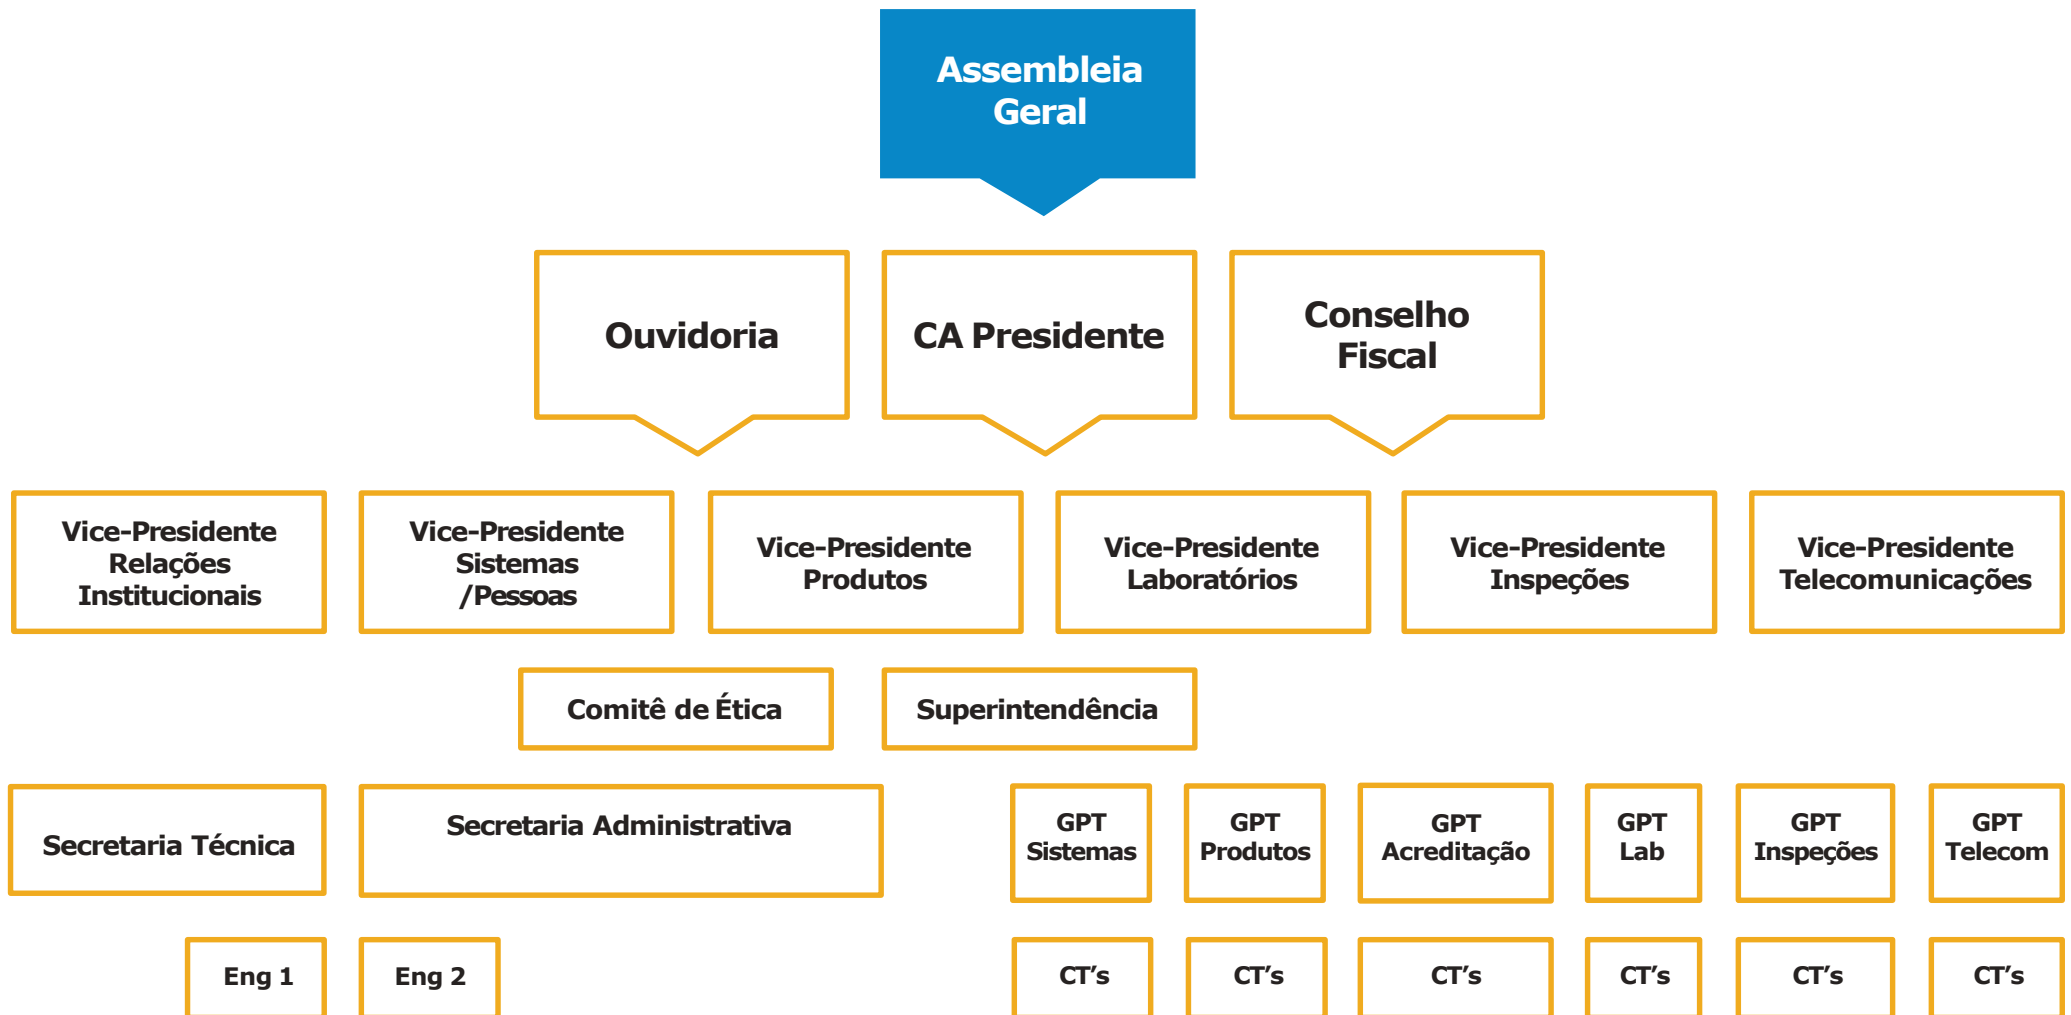 Assembleia
Geral
Ouvidoria
CA Presidente
Conselho
Fiscal
Vice-Presidente
Relações
Institucionais
Vice-Presidente
Sistemas
/Pessoas
Vice-Presidente
Produtos
Vice-Presidente
Laboratórios
Vice-Presidente
Inspeções
Vice-Presidente
Telecomunicações
Comitê de Ética
Superintendência
Secretaria Técnica
Secretaria Administrativa
GPT
Sistemas
GPT
Produtos
GPT
Acreditação
GPT
Lab
GPT
Inspeções
GPT
Telecom
Eng 1
Eng 2
CT’s
CT’s
CT’s
CT’s
CT’s
CT’s